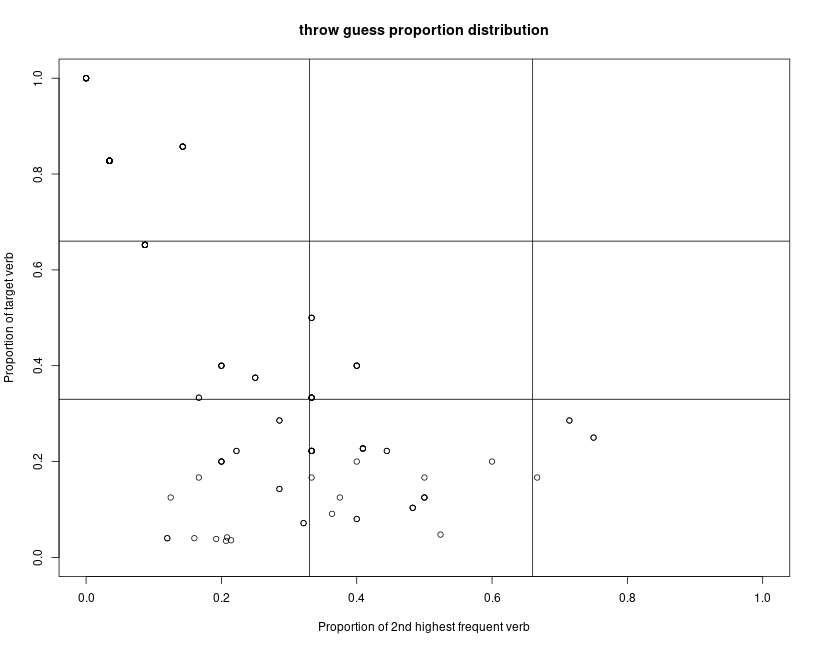 throw guess proportion distribution
Proportion of target verb
1.0
0.8
0.6
0.4
0.2
0.0
0.0 0.2 0.4 0.6 0.8 1.0
Proportion of 2nd highest frequent verb